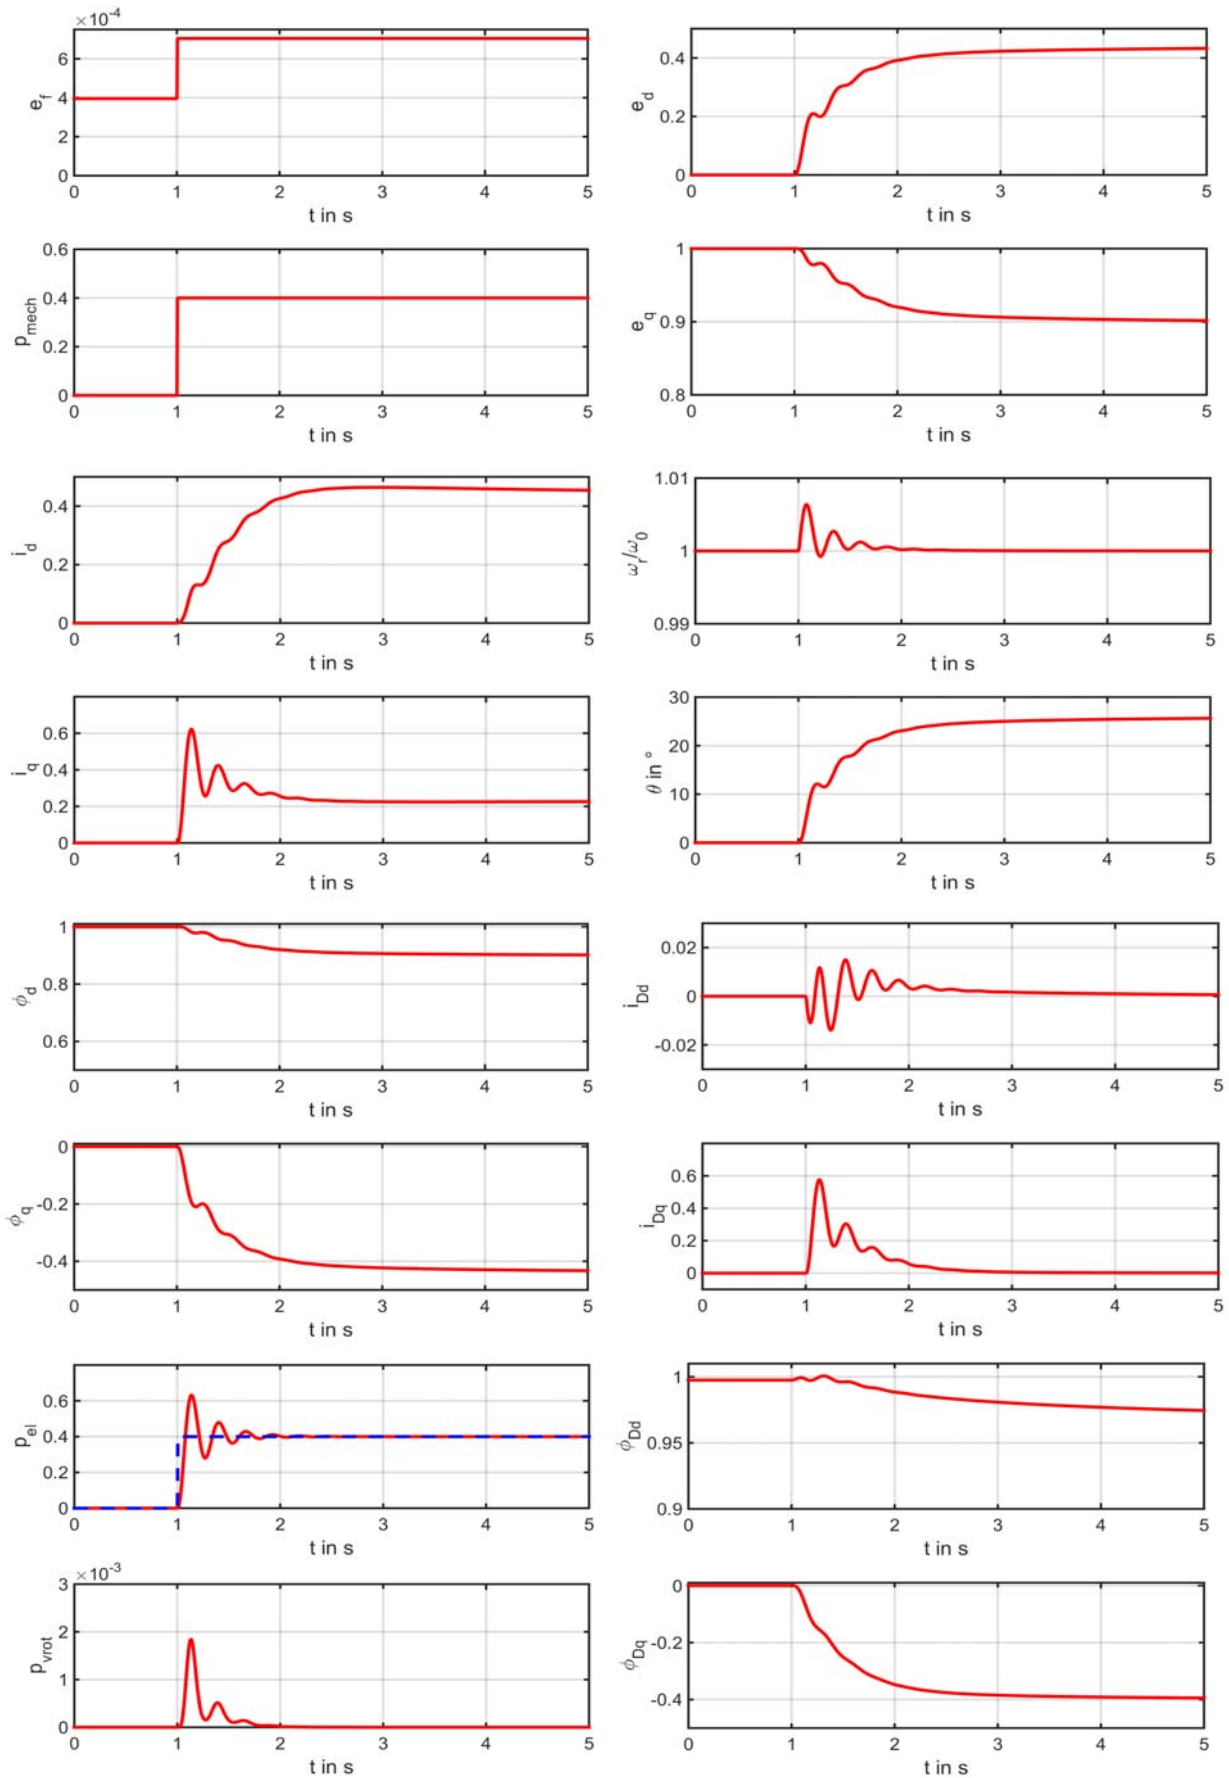 ×10⁻⁴
6
4
2
0
e_f
0 1 2 3 4 5
t in s
0.4
0.2
0
e_d
0 1 2 3 4 5
t in s
0.6
0.4
0.2
0
p_mech
0 1 2 3 4 5
t in s
1
0.9
0.8
e_q
0 1 2 3 4 5
t in s
0.4
0.2
0
i_d
0 1 2 3 4 5
t in s
1.01
1
0.99
ω_r/ω_0
0 1 2 3 4 5
t in s
0.6
0.4
0.2
0
i_q
0 1 2 3 4 5
t in s
30
20
10
0
θ in °
0 1 2 3 4 5
t in s
1
0.8
0.6
ϕ_d
0 1 2 3 4 5
t in s
0.02
0
-0.02
i_Dd
0 1 2 3 4 5
t in s
0
-0.2
-0.4
ϕ_q
0 1 2 3 4 5
t in s
0.6
0.4
0.2
0
i_Dq
0 1 2 3 4 5
t in s
0.6
0.4
0.2
0
p_el
0 1 2 3 4 5
t in s
1
0.95
0.9
ϕ_Dd
0 1 2 3 4 5
t in s
×10⁻³
3
2
1
0
p_vrot
0 1 2 3 4 5
t in s
0
-0.2
-0.4
ϕ_Dq
0 1 2 3 4 5
t in s